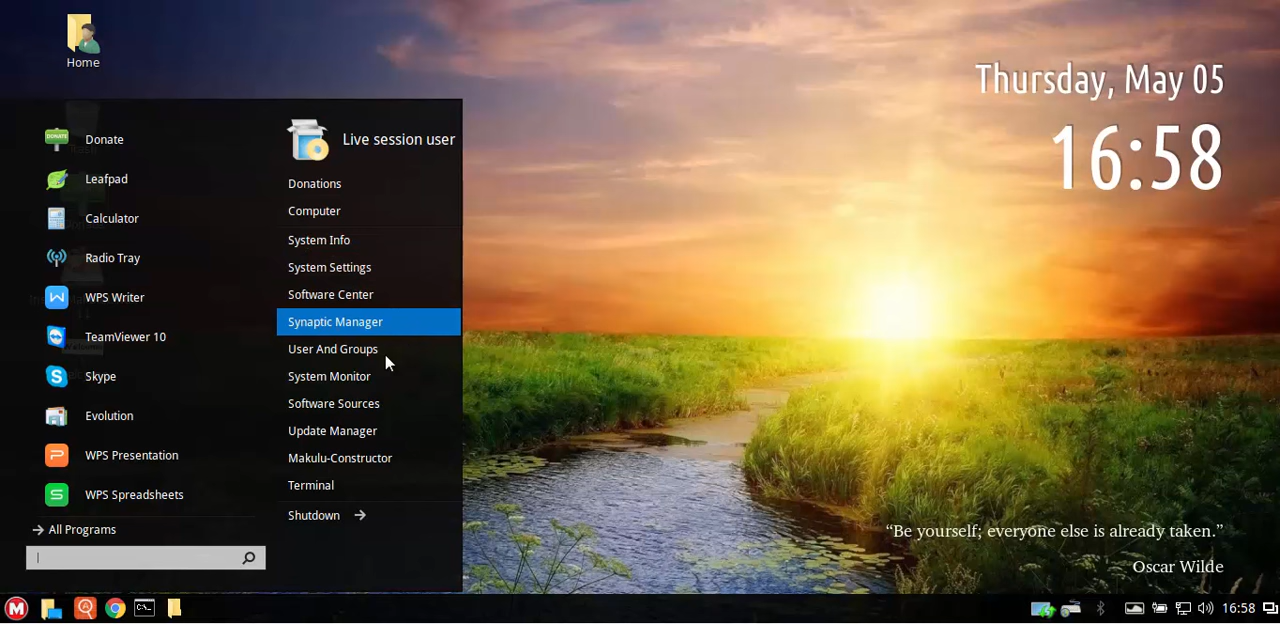 Home
Thursday, May 05
16:58
Live session user
DONATE
Donate
Leafpad
Calculator
Radio Tray
WPS Writer
TeamViewer 10
Skype
Evolution
WPS Presentation
WPS Spreadsheets
All Programs
Donations
Computer
System Info
System Settings
Software Center
Synaptic Manager
User And Groups
System Monitor
Software Sources
Update Manager
Makulu-Constructor
Terminal
Shutdown
“Be yourself; everyone else is already taken.”
Oscar Wilde
16:58